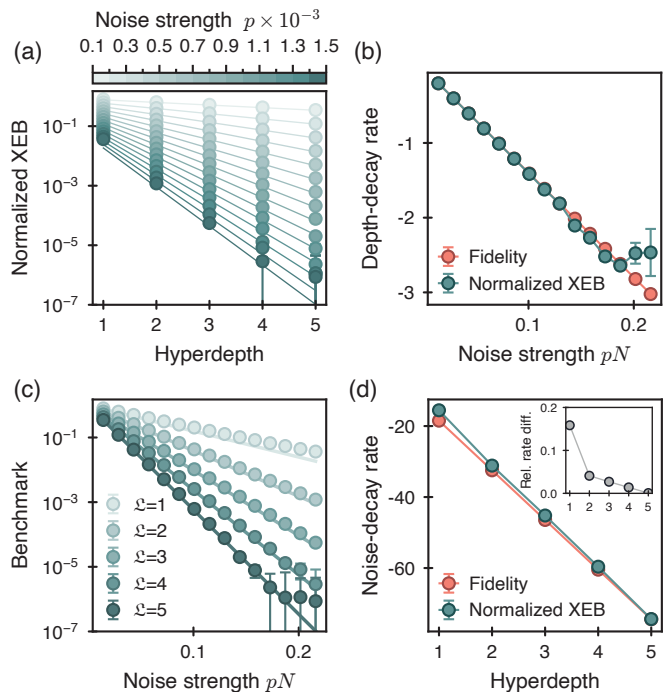 Noise strength p × 10⁻³
0.1 0.3 0.5 0.7 0.9 1.1 1.3 1.5
(a)
Normalized XEB
10⁻¹
10⁻³
10⁻⁵
10⁻⁷
1 2 3 4 5
Hyperdepth
(b)
Depth-decay rate
-1
-2
-3
Fidelity
Normalized XEB
0.1 0.2
Noise strength pN
(c)
Benchmark
10⁻¹
10⁻³
10⁻⁵
10⁻⁷
𝔏=1
𝔏=2
𝔏=3
𝔏=4
𝔏=5
0.1 0.2
Noise strength pN
(d)
Noise-decay rate
-20
-40
-60
Rel. rate diff.
0.2
0.0
1 2 3 4 5
Fidelity
Normalized XEB
1 2 3 4 5
Hyperdepth